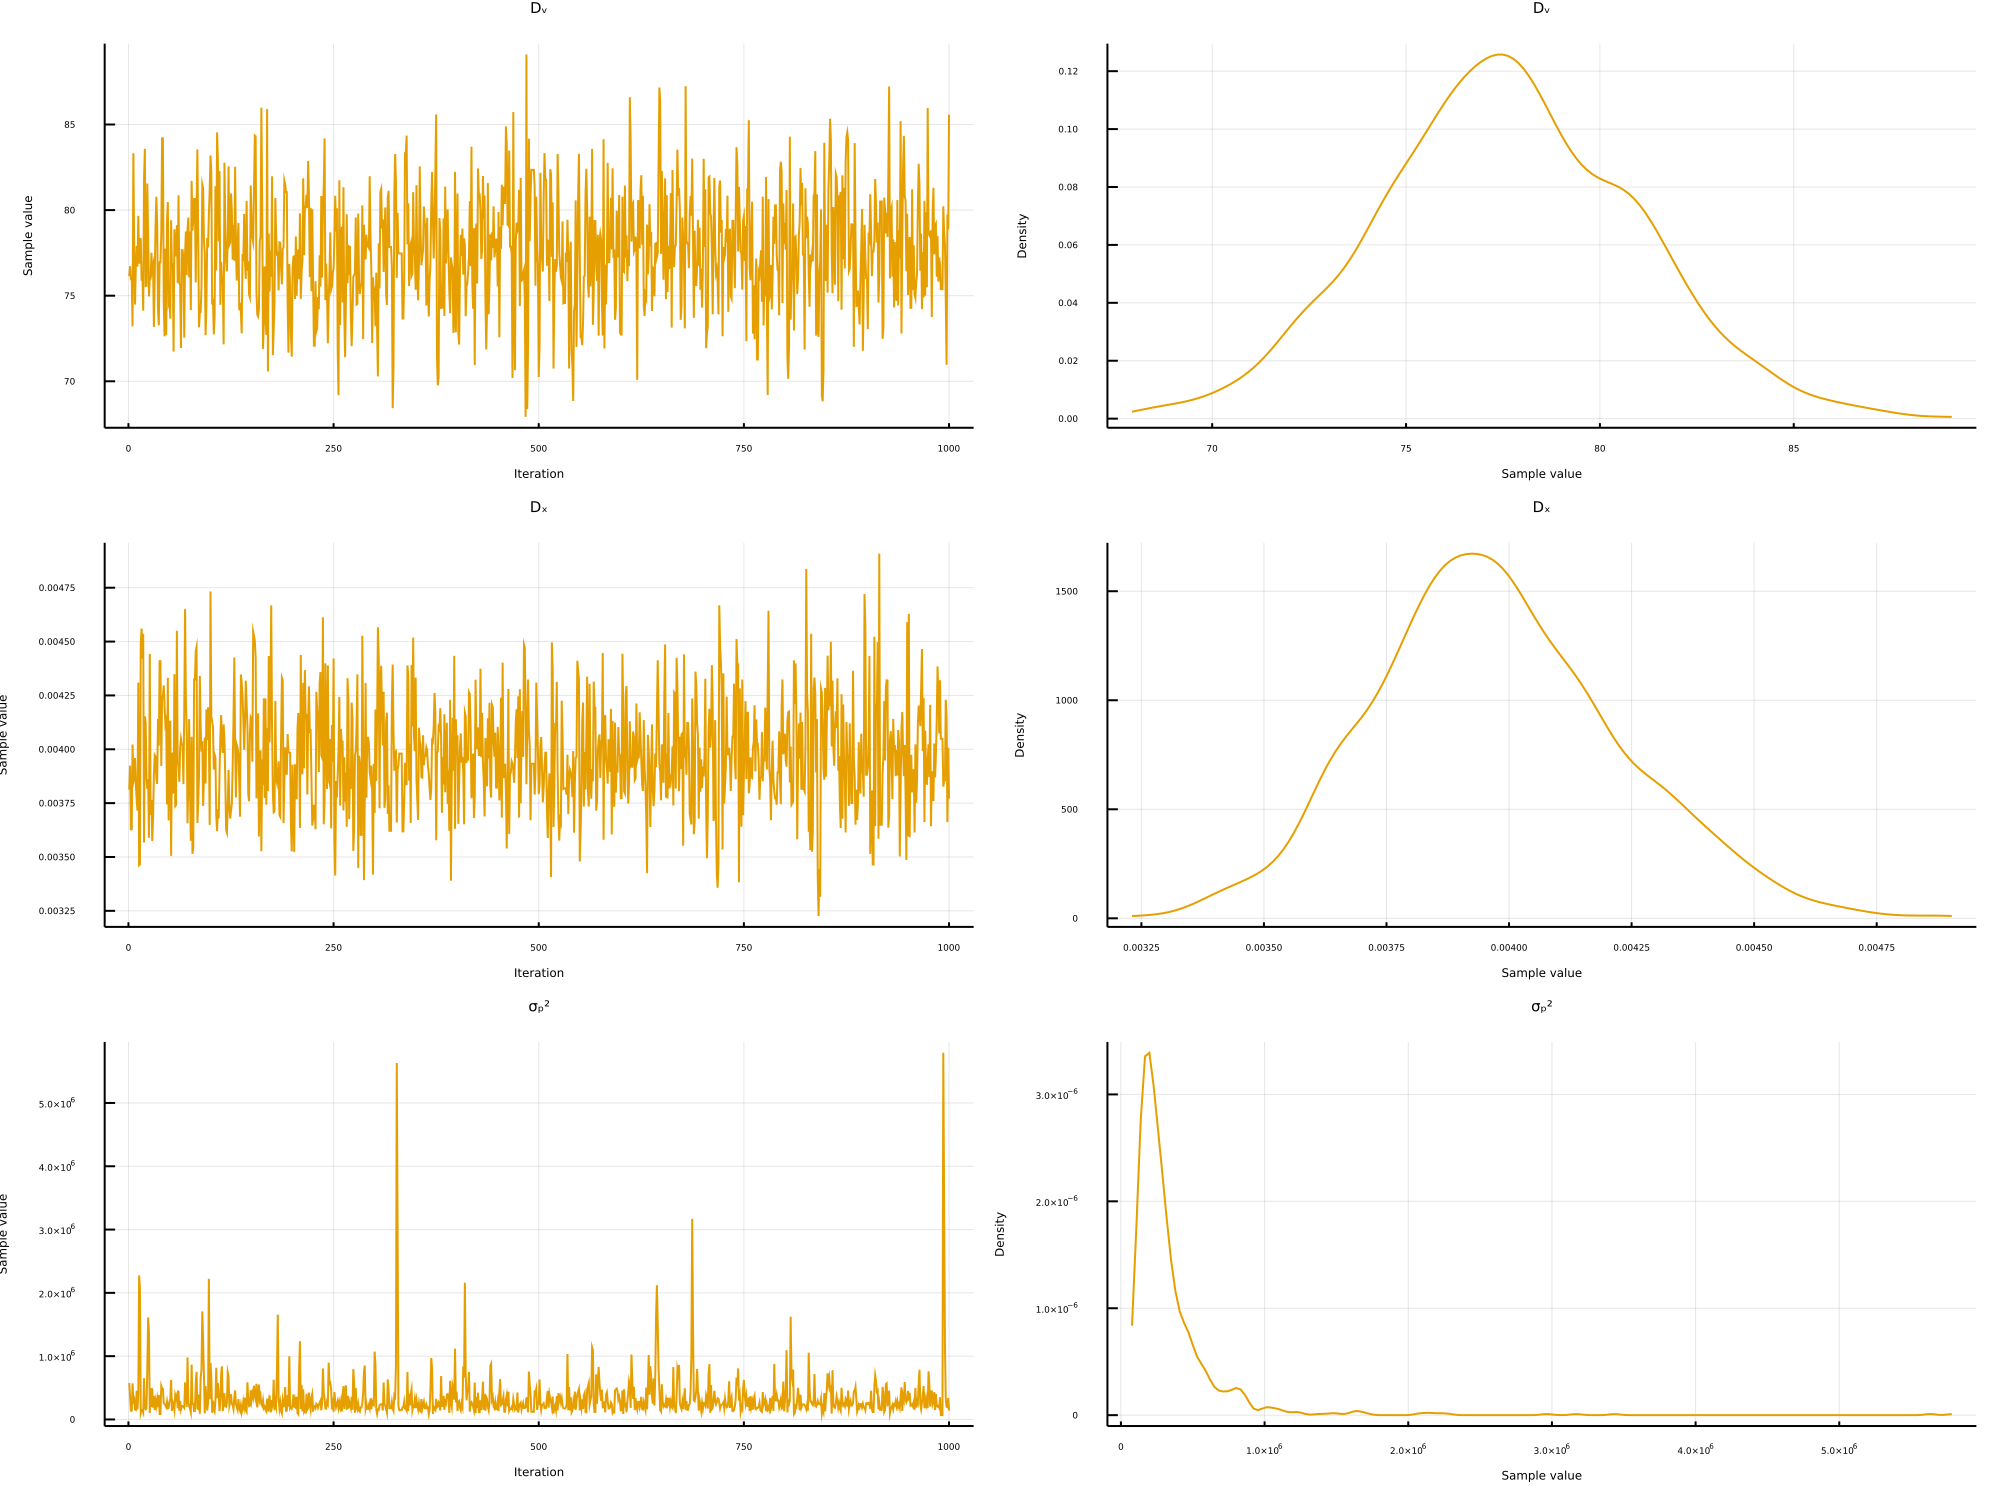 Dᵥ
Sample value
85
80
75
70
0 250 500 750 1000
Iteration
Dᵥ
Density
0.12
0.10
0.08
0.06
0.04
0.02
0.00
70 75 80 85
Sample value
Dₓ
Sample value
0.00475
0.00450
0.00425
0.00400
0.00375
0.00350
0.00325
0 250 500 750 1000
Iteration
Dₓ
Density
1500
1000
500
0
0.00325 0.00350 0.00375 0.00400 0.00425 0.00450 0.00475
Sample value
σₚ²
Sample value
5.0×10⁶
4.0×10⁶
3.0×10⁶
2.0×10⁶
1.0×10⁶
0
0 250 500 750 1000
Iteration
σₚ²
Density
3.0×10⁻⁶
2.0×10⁻⁶
1.0×10⁻⁶
0
0 1.0×10⁶ 2.0×10⁶ 3.0×10⁶ 4.0×10⁶ 5.0×10⁶
Sample value